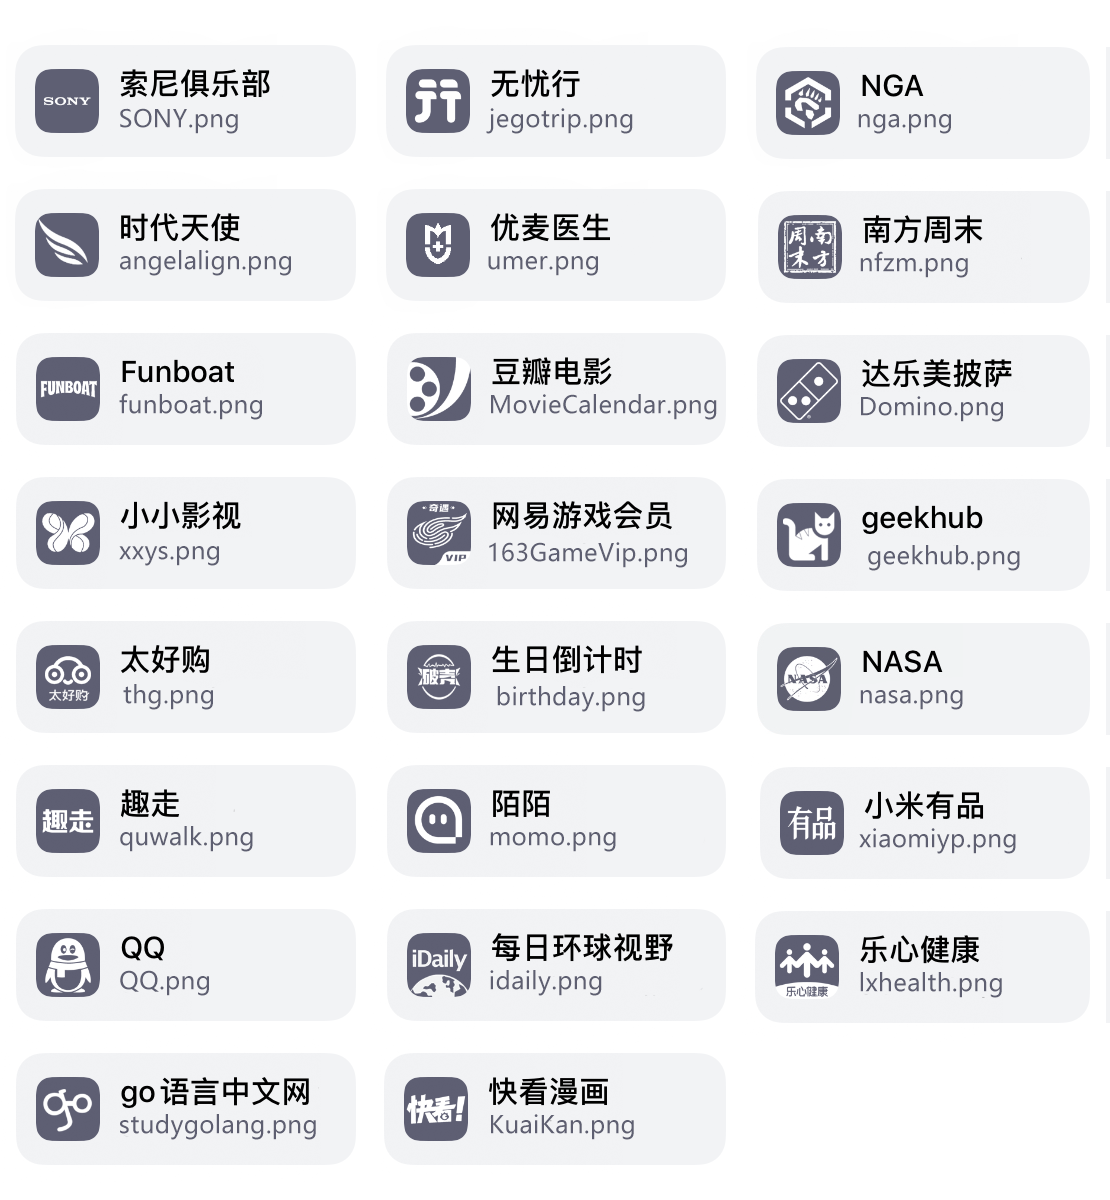 SONY
索尼俱乐部
SONY.png
无忧行
jegotrip.png
NGA
nga.png
时代天使
angelalign.png
优麦医生
umer.png
周南
末方
南方周末
nfzm.png
FUNBOAT
Funboat
funboat.png
豆瓣电影
MovieCalendar.png
达乐美披萨
Domino.png
小小影视
xxys.png
·奇遇·
VIP
网易游戏会员
163GameVip.png
geekhub
geekhub.png
太好购
太好购
thg.png
破壳
生日倒计时
birthday.png
NASA
NASA
nasa.png
趣走
趣走
quwalk.png
陌陌
momo.png
有品
小米有品
xiaomiyp.png
QQ
QQ.png
iDaily
每日环球视野
idaily.png
乐心健康
乐心健康
lxhealth.png
go
go语言中文网
studygolang.png
快看!
快看漫画
KuaiKan.png